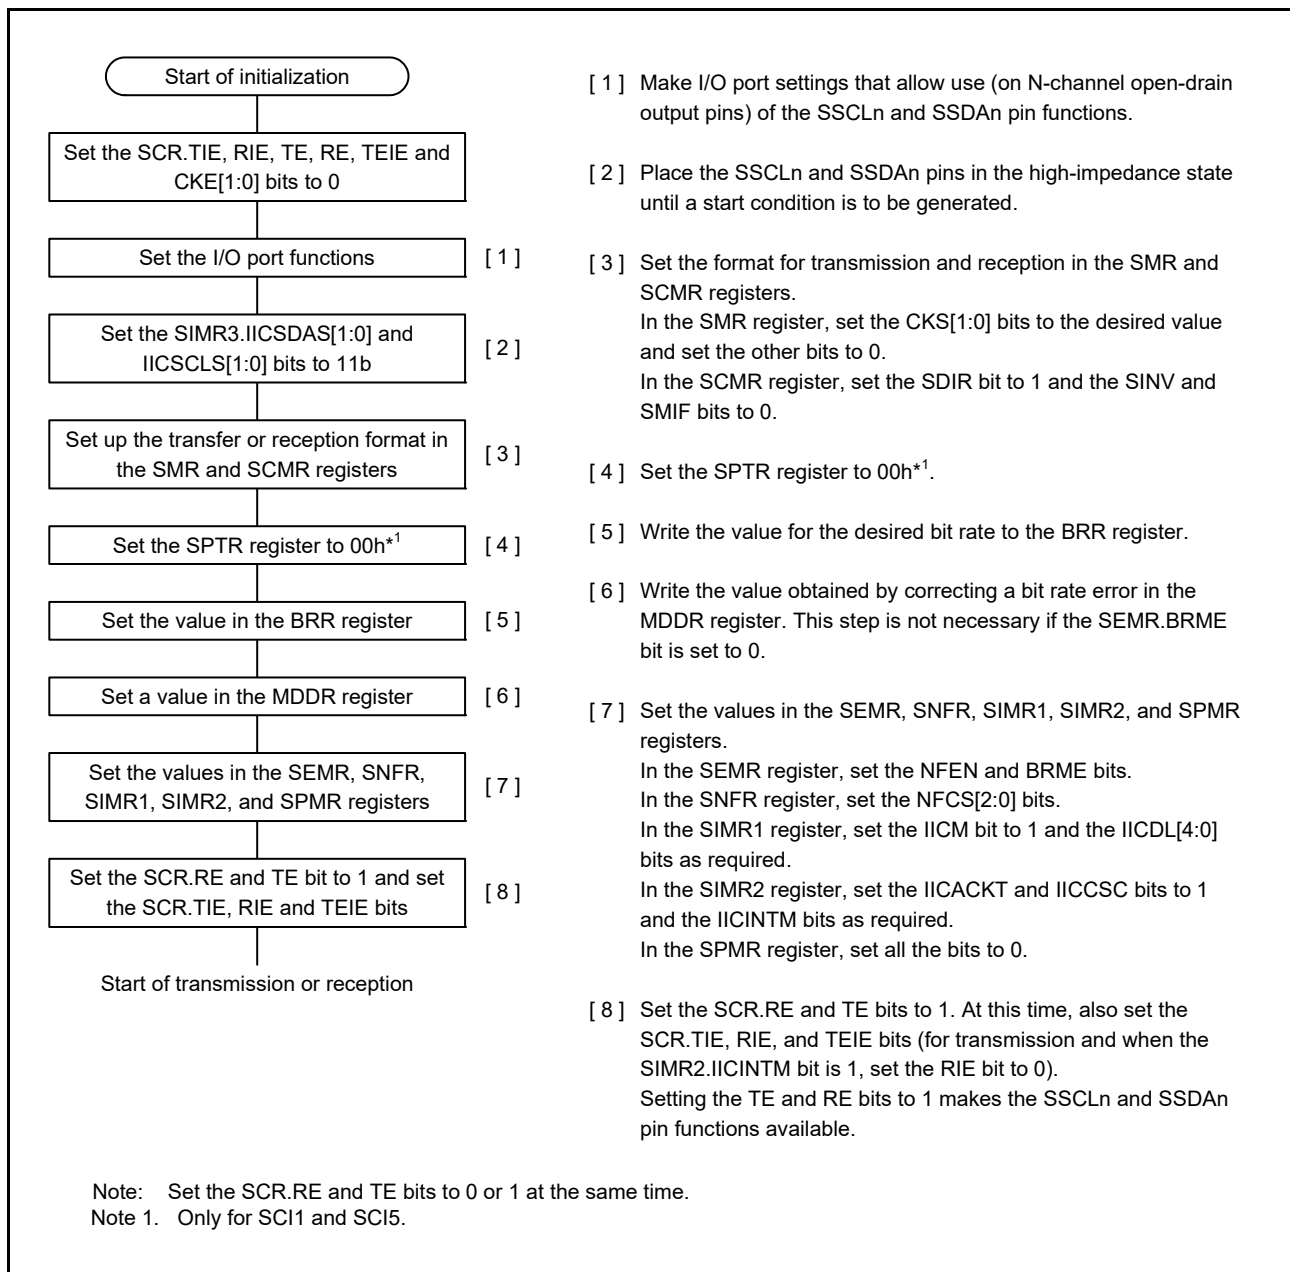 Start of initialization
Set the SCR.TIE, RIE, TE, RE, TEIE and
CKE[1:0] bits to 0
Set the I/O port functions
[ 1 ]
Set the SIMR3.IICSDAS[1:0] and
IICSCLS[1:0] bits to 11b
[ 2 ]
Set up the transfer or reception format in
the SMR and SCMR registers
[ 3 ]
Set the SPTR register to 00h*1
[ 4 ]
Set the value in the BRR register
[ 5 ]
Set a value in the MDDR register
[ 6 ]
Set the values in the SEMR, SNFR,
SIMR1, SIMR2, and SPMR registers
[ 7 ]
Set the SCR.RE and TE bit to 1 and set
the SCR.TIE, RIE and TEIE bits
[ 8 ]
Start of transmission or reception
[ 1 ] Make I/O port settings that allow use (on N-channel open-drain
output pins) of the SSCLn and SSDAn pin functions.
[ 2 ] Place the SSCLn and SSDAn pins in the high-impedance state
until a start condition is to be generated.
[ 3 ] Set the format for transmission and reception in the SMR and
SCMR registers.
In the SMR register, set the CKS[1:0] bits to the desired value
and set the other bits to 0.
In the SCMR register, set the SDIR bit to 1 and the SINV and
SMIF bits to 0.
[ 4 ] Set the SPTR register to 00h*1.
[ 5 ] Write the value for the desired bit rate to the BRR register.
[ 6 ] Write the value obtained by correcting a bit rate error in the
MDDR register. This step is not necessary if the SEMR.BRME
bit is set to 0.
[ 7 ] Set the values in the SEMR, SNFR, SIMR1, SIMR2, and SPMR
registers.
In the SEMR register, set the NFEN and BRME bits.
In the SNFR register, set the NFCS[2:0] bits.
In the SIMR1 register, set the IICM bit to 1 and the IICDL[4:0]
bits as required.
In the SIMR2 register, set the IICACKT and IICCSC bits to 1
and the IICINTM bits as required.
In the SPMR register, set all the bits to 0.
[ 8 ] Set the SCR.RE and TE bits to 1. At this time, also set the
SCR.TIE, RIE, and TEIE bits (for transmission and when the
SIMR2.IICINTM bit is 1, set the RIE bit to 0).
Setting the TE and RE bits to 1 makes the SSCLn and SSDAn
pin functions available.
Note: Set the SCR.RE and TE bits to 0 or 1 at the same time.
Note 1. Only for SCI1 and SCI5.